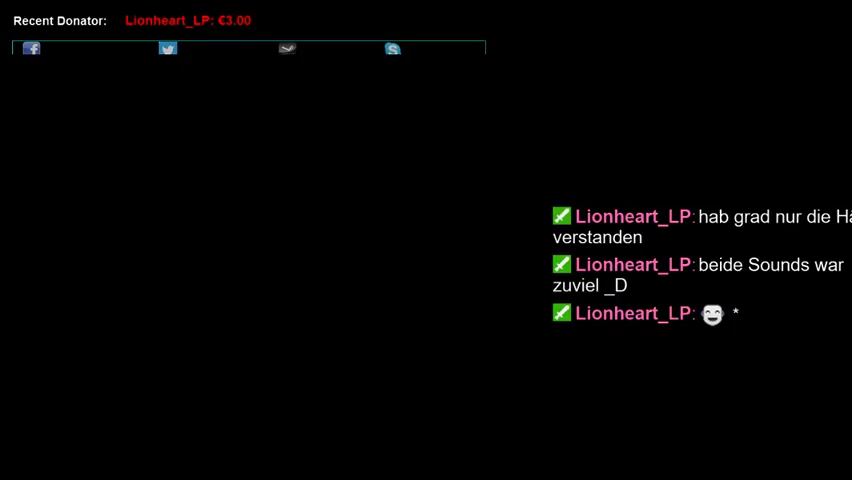 Recent Donator: Lionheart_LP: €3.00
Lionheart_LP: hab grad nur die
verstanden
Lionheart_LP: beide Sounds war
zuviel _D
Lionheart_LP: *